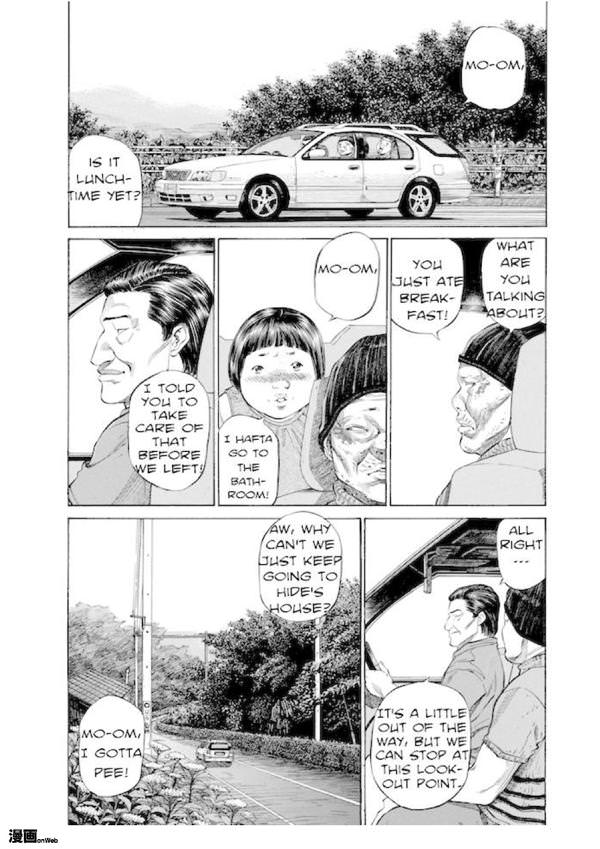 MO-OM,
IS IT
LUNCH-
TIME YET?
WHAT
ARE
YOU
TALKING
ABOUT?
YOU
JUST ATE
BREAK-
FAST!
MO-OM,
I HAFTA
GO TO
THE
BATH-
ROOM!
I TOLD
YOU TO
TAKE
CARE OF
THAT
BEFORE
WE LEFT!
ALL
RIGHT
...
IT'S A LITTLE
OUT OF THE
WAY, BUT WE
CAN STOP AT
THIS LOOK-
OUT POINT.
AW, WHY
CAN'T WE
JUST KEEP
GOING TO
HIDE'S
HOUSE?
MO-OM,
I GOTTA
PEE!
漫画onWeb